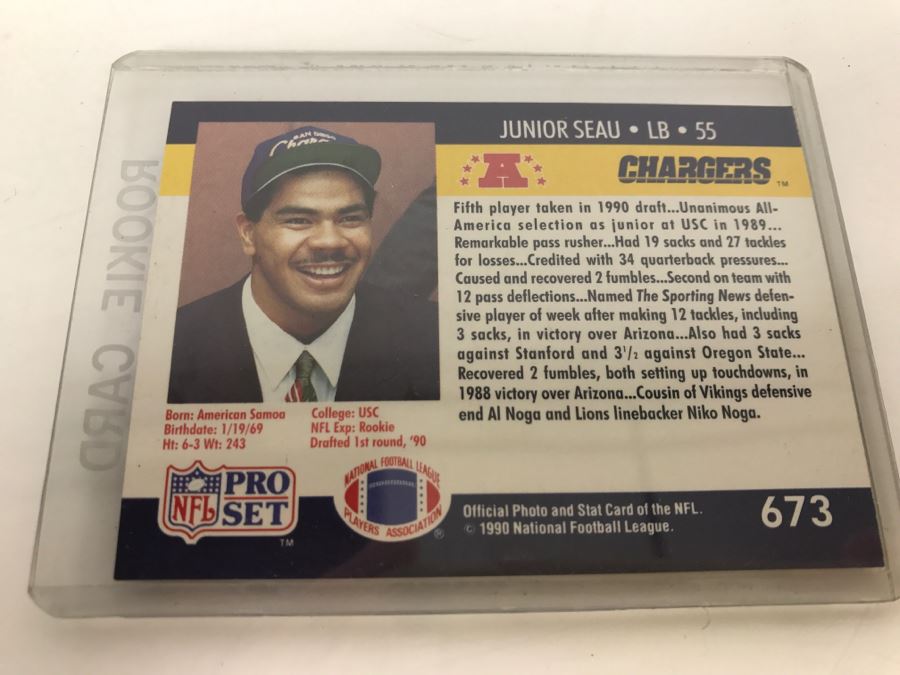 JUNIOR SEAU • LB • 55
SAN DIEGO
Chargers
A
CHARGERS TM
Fifth player taken in 1990 draft...Unanimous All-
America selection as junior at USC in 1989...
Remarkable pass rusher...Had 19 sacks and 27 tackles
for losses...Credited with 34 quarterback pressures...
Caused and recovered 2 fumbles...Second on team with
12 pass deflections...Named The Sporting News defen-
sive player of week after making 12 tackles, including
3 sacks, in victory over Arizona...Also had 3 sacks
against Stanford and 3 1/2 against Oregon State...
Recovered 2 fumbles, both setting up touchdowns, in
1988 victory over Arizona...Cousin of Vikings defensive
end Al Noga and Lions linebacker Niko Noga.
Born: American Samoa
Birthdate: 1/19/69
Ht: 6-3 Wt: 243
College: USC
NFL Exp: Rookie
Drafted 1st round, '90
NFL PRO
SET
TM
NATIONAL FOOTBALL LEAGUE
PLAYERS ASSOCIATION
®
Official Photo and Stat Card of the NFL.
© 1990 National Football League.
673
ROOKIE CARD